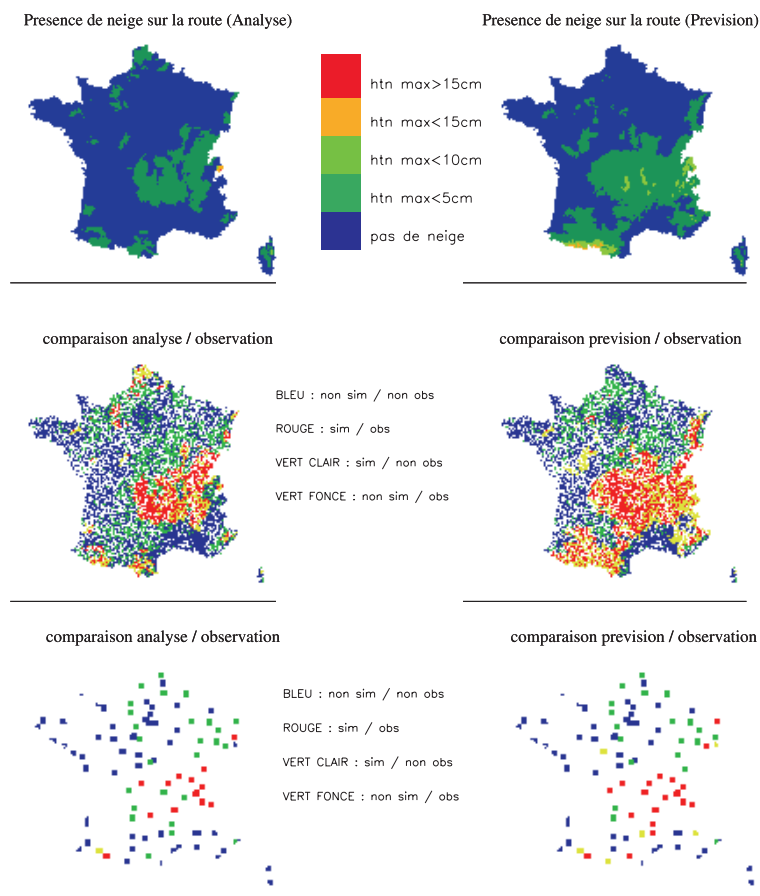 Presence de neige sur la route (Analyse)
Presence de neige sur la route (Prevision)
htn max>15cm
htn max<15cm
htn max<10cm
htn max<5cm
pas de neige
comparaison analyse / observation
comparaison prevision / observation
BLEU : non sim / non obs
ROUGE : sim / obs
VERT CLAIR : sim / non obs
VERT FONCE : non sim / obs
comparaison analyse / observation
comparaison prevision / observation
BLEU : non sim / non obs
ROUGE : sim / obs
VERT CLAIR : sim / non obs
VERT FONCE : non sim / obs